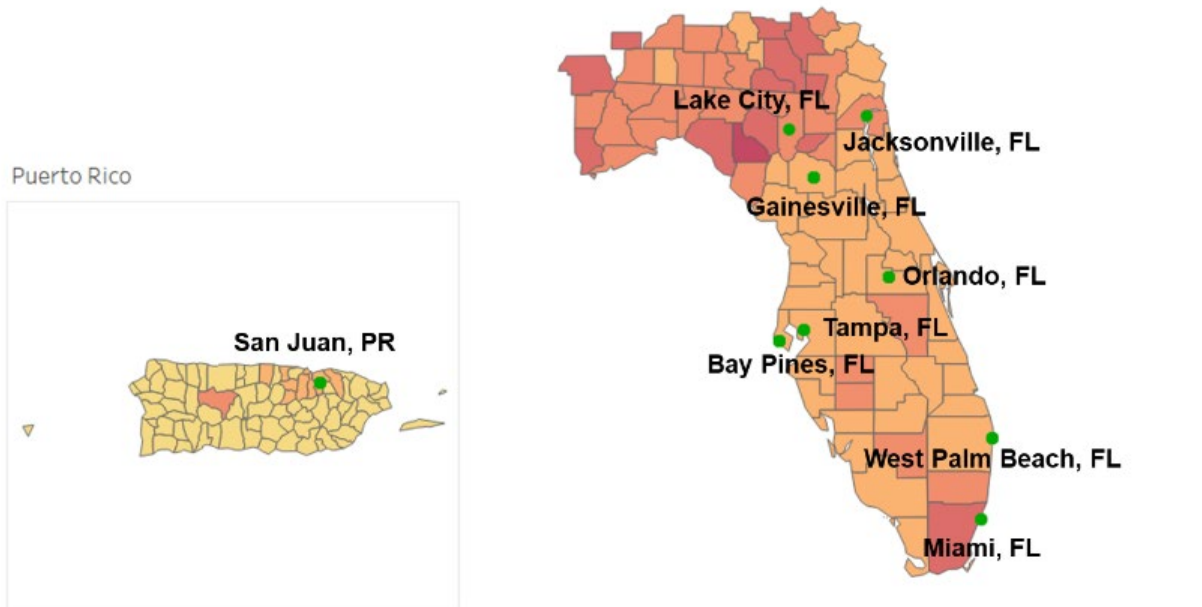 Lake City, FL
Jacksonville, FL
Puerto Rico
Gainesville, FL
Orlando, FL
San Juan, PR
Tampa, FL
Bay Pines, FL
West Palm Beach, FL
Miami, FL